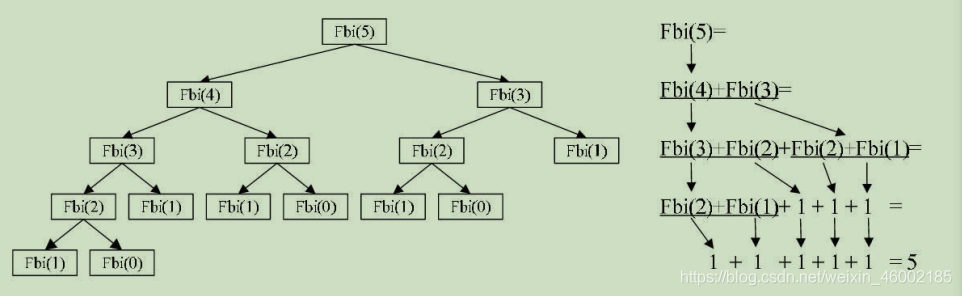 Fbi(5)
Fbi(4) Fbi(3)
Fbi(3) Fbi(2) Fbi(2) Fbi(1)
Fbi(2) Fbi(1) Fbi(1) Fbi(0) Fbi(1) Fbi(0)
Fbi(1) Fbi(0)
Fbi(5)=
Fbi(4)+Fbi(3)=
Fbi(3)+Fbi(2)+Fbi(2)+Fbi(1)=
Fbi(2)+Fbi(1)+1+1+1 =
1 + 1 +1+1+1 =5
https://blog.csdn.net/weixin_46002185